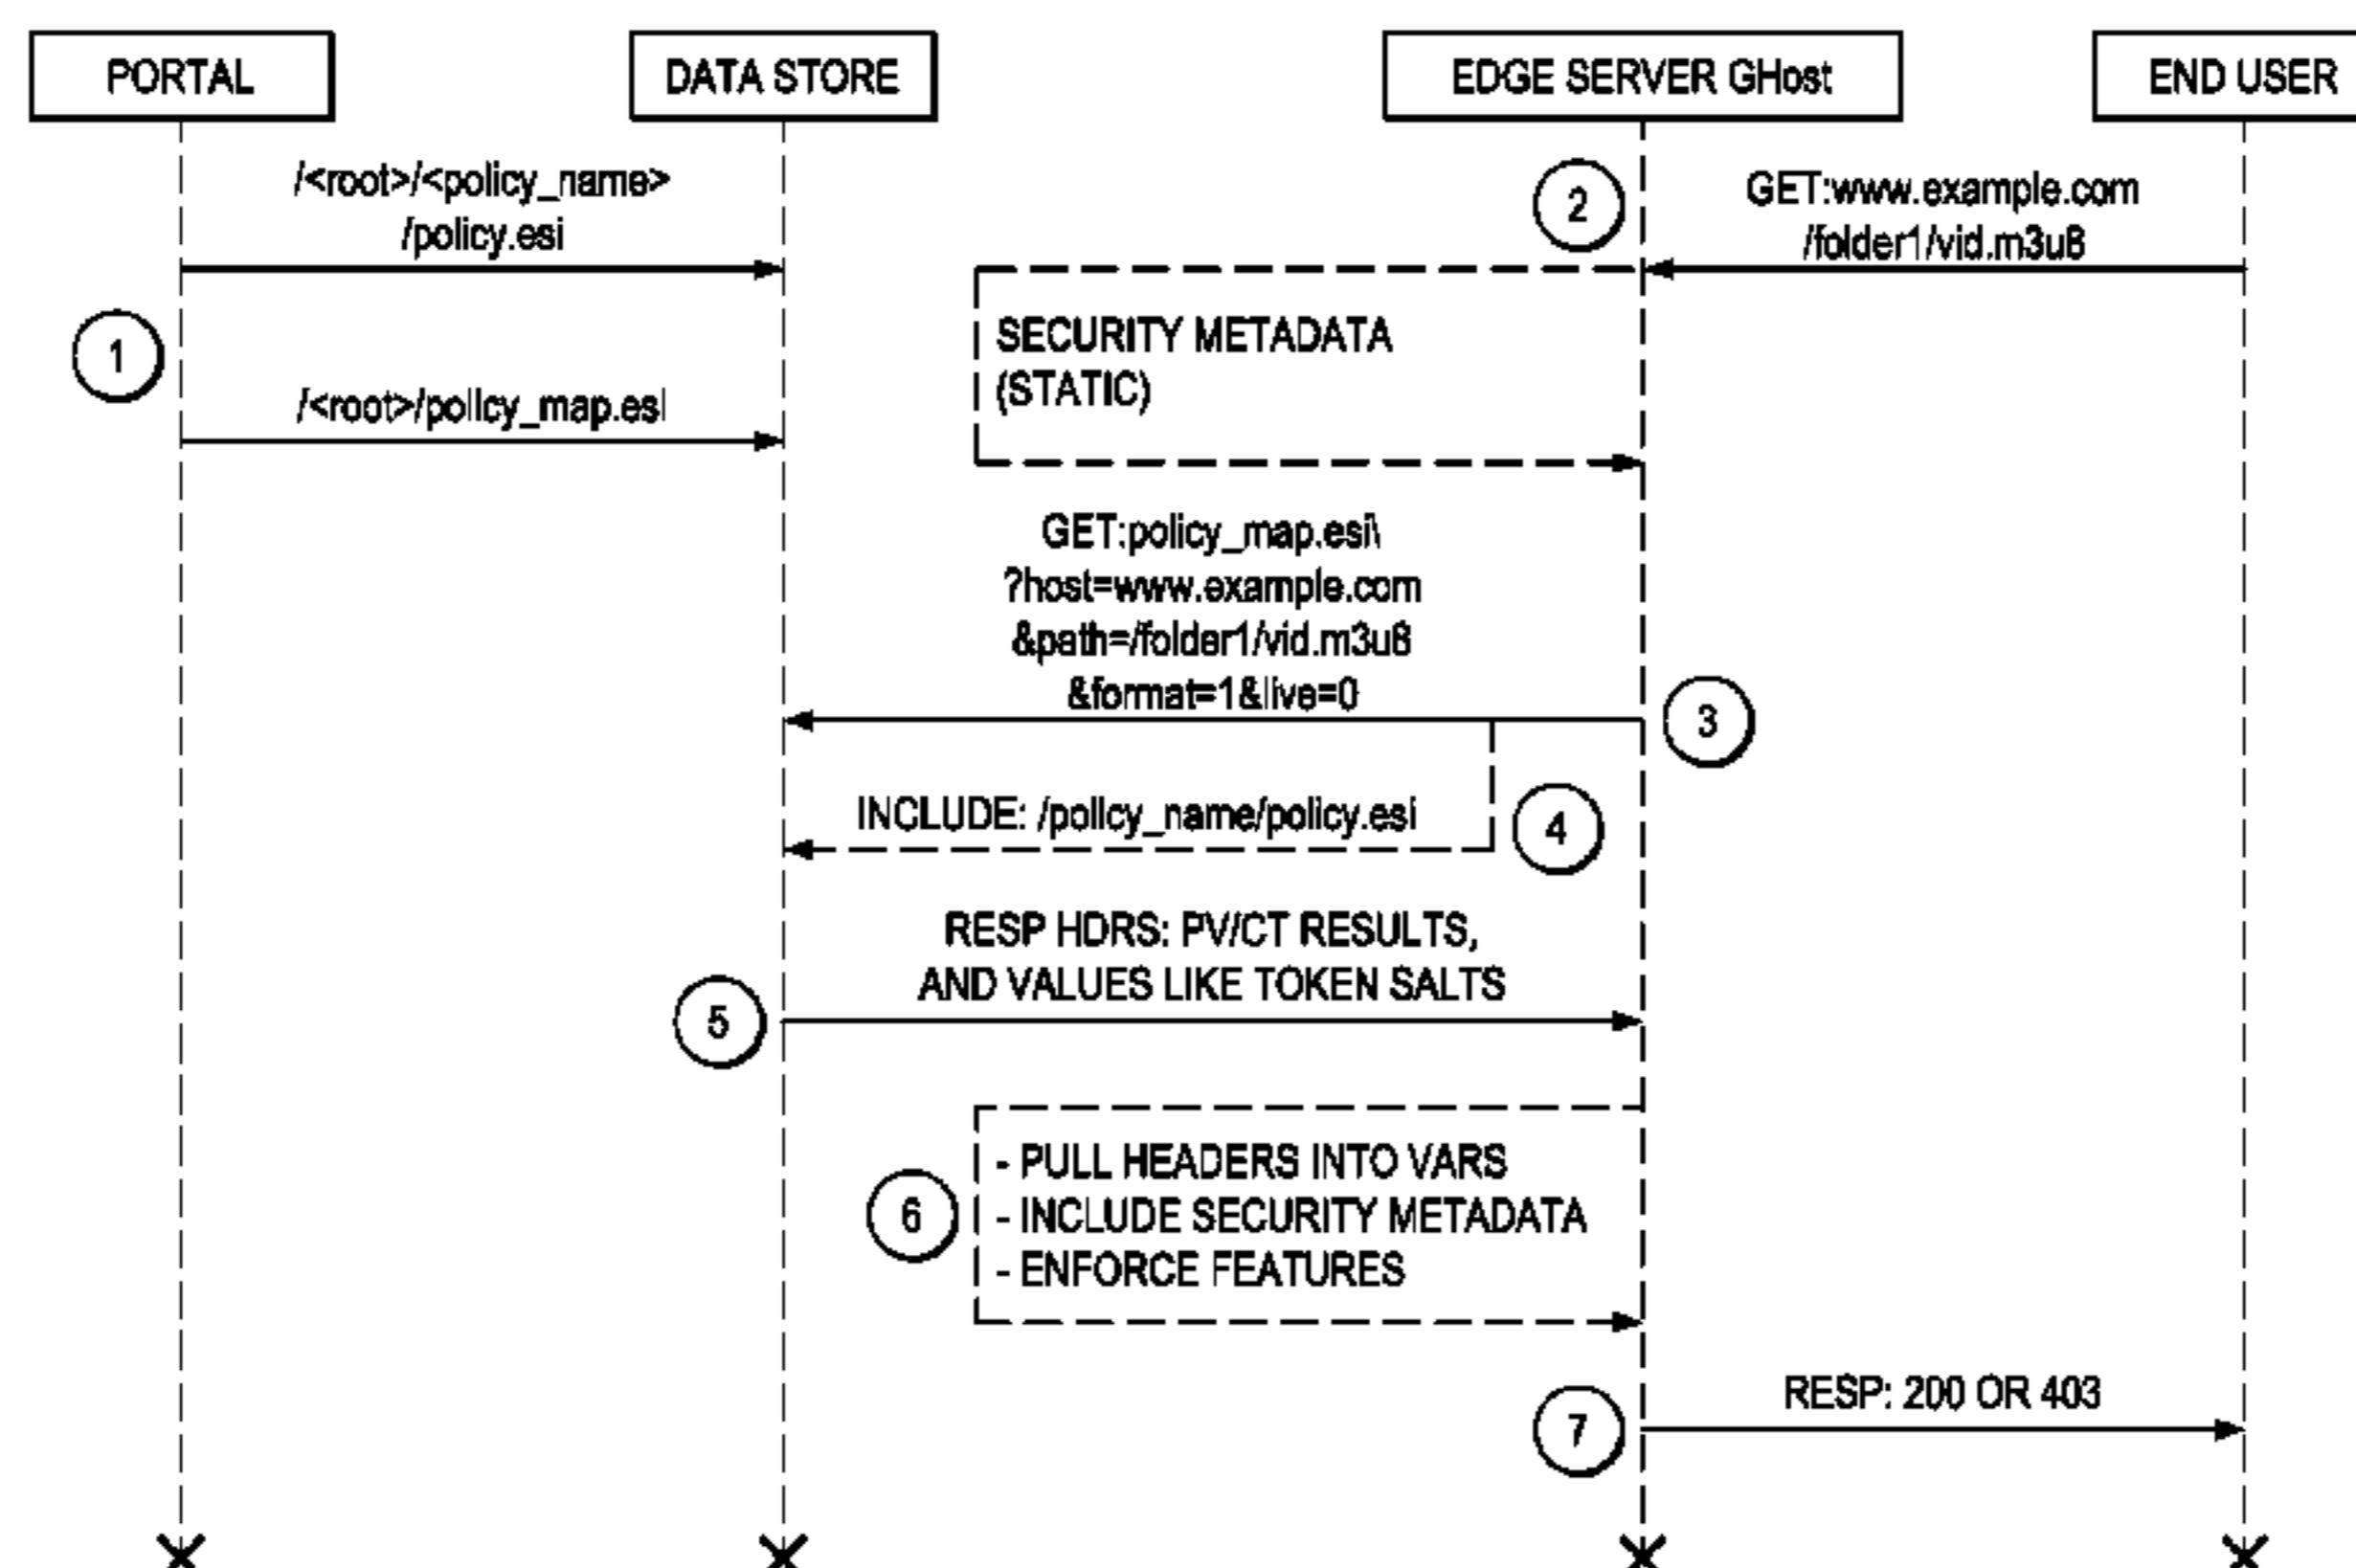 PORTAL
DATA STORE
EDGE SERVER GHost
END USER
/<root>/<policy_name>
/policy.esi
2
GET:www.example.com
/folder1/vid.m3u8
1
SECURITY METADATA
(STATIC)
/<root>/policy_map.esi
GET:policy_map.esi\
?host=www.example.com
&path=/folder1/vid.m3u8
&format=1&live=0
3
INCLUDE: /policy_name/policy.esi
4
RESP HDRS: PV/CT RESULTS,
AND VALUES LIKE TOKEN SALTS
5
- PULL HEADERS INTO VARS
6
- INCLUDE SECURITY METADATA
- ENFORCE FEATURES
RESP: 200 OR 403
7